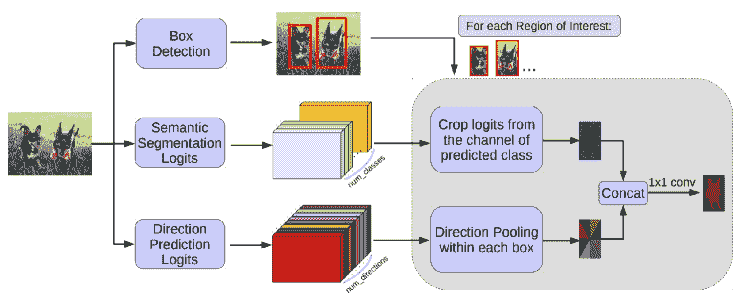 For each Region of Interest:
Box
Detection
...
Semantic
Segmentation
Logits
num_classes
Crop logits from
the channel of
predicted class
Concat
1x1 conv
Direction
Prediction
Logits
num_directions
Direction Pooling
within each box